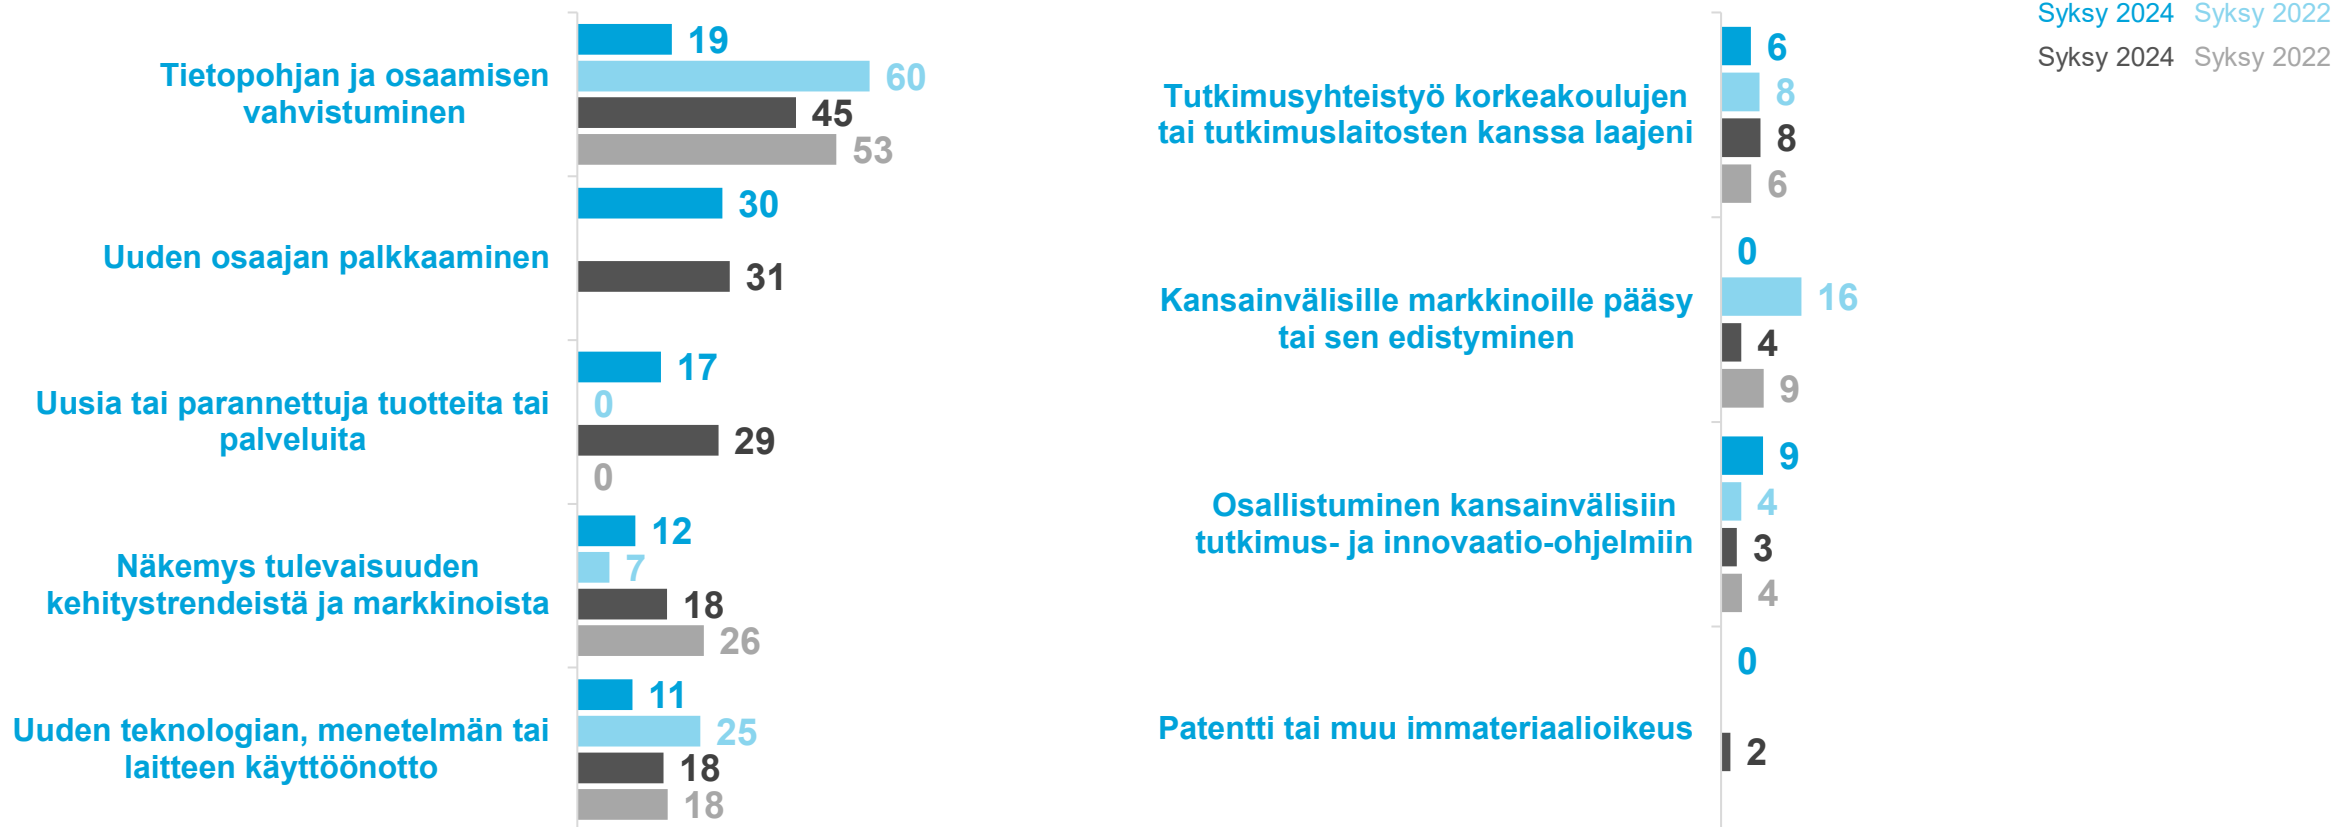 Tietopohjan ja osaamisen
vahvistuminen
19
60
45
53
Uuden osaajan palkkaaminen
30
31
Uusia tai parannettuja tuotteita tai
palveluita
17
0
29
0
Näkemys tulevaisuuden
kehitystrendeistä ja markkinoista
12
7
18
26
Uuden teknologian, menetelmän tai
laitteen käyttöönotto
11
25
18
18
Tutkimusyhteistyö korkeakoulujen
tai tutkimuslaitosten kanssa laajeni
6
8
8
6
Kansainvälisille markkinoille pääsy
tai sen edistyminen
0
16
4
9
Osallistuminen kansainvälisiin
tutkimus- ja innovaatio-ohjelmiin
9
4
3
4
Patentti tai muu immateriaalioikeus
0
2
Syksy 2024 Syksy 2022
Syksy 2024 Syksy 2022